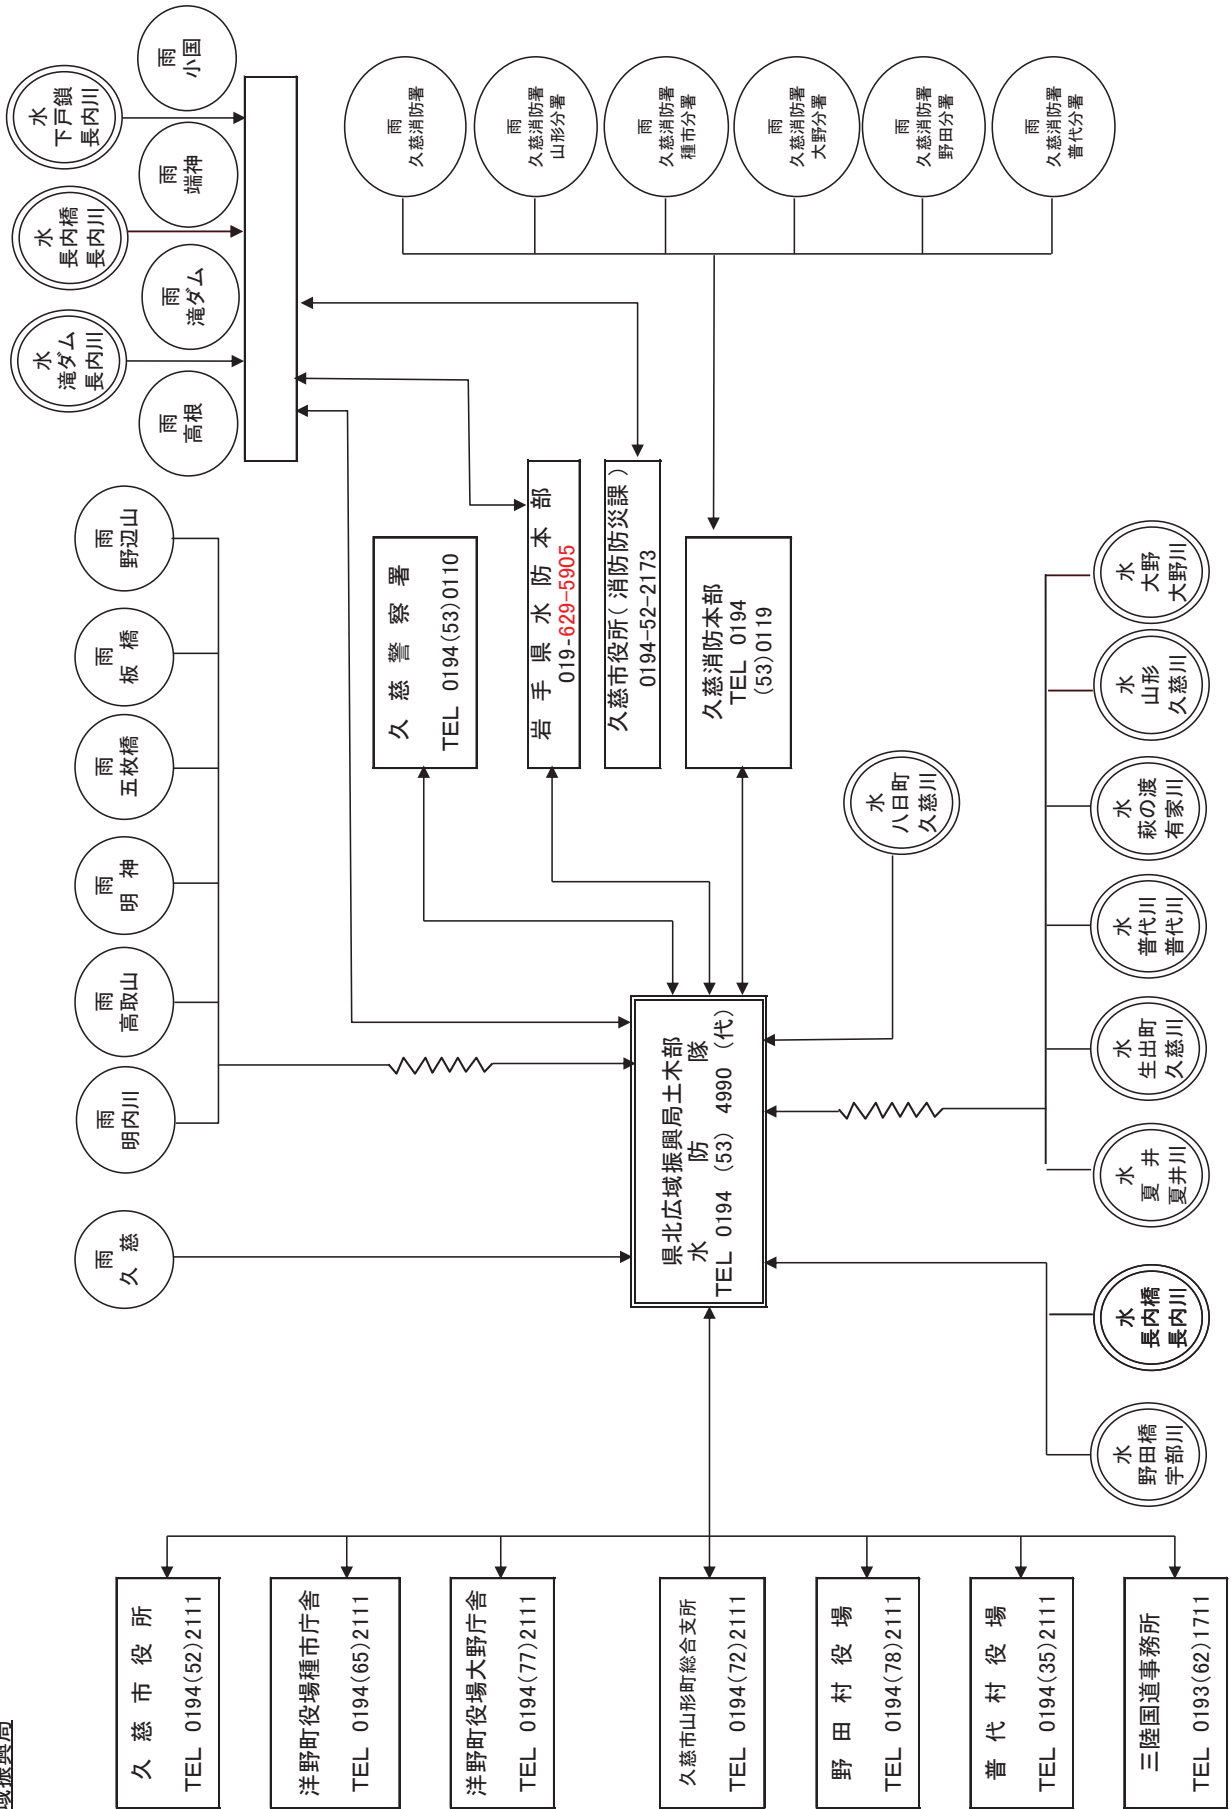 域振興局
三陸国道事務所
TEL 0193(62)1711
普代村役場
TEL 0194(35)2111
野田村役場
TEL 0194(78)2111
久慈市山形町総合支所
TEL 0194(72)2111
洋野町役場大野庁舎
TEL 0194(77)2111
洋野町役場種市庁舎
TEL 0194(65)2111
久慈市役所
TEL 0194(52)2111
雨
久慈
雨
明内川
雨
高取山
雨
明神
雨
五枚橋
雨
板橋
雨
野辺山
水
滝ダム
長内川
水
長内橋
長内川
水
下戸鎖
長内川
雨
高根
雨
滝ダム
雨
端神
雨
小国
久慈警察署
TEL 0194(53)0110
岩手県水防本部
019-629-5905
久慈市役所(消防防災課)
0194-52-2173
久慈消防本部
TEL 0194
(53)0119
雨
久慈消防署
雨
久慈消防署
山形分署
雨
久慈消防署
種市分署
雨
久慈消防署
大野分署
雨
久慈消防署
野田分署
雨
久慈消防署
普代分署
県北広域振興局土木部
水防隊
TEL 0194 (53) 4990 (代)
水
八日町
久慈川
水
野田橋
宇部川
水
長内橋
長内川
水
夏井
夏井川
水
生出町
久慈川
水
普代川
普代川
水
萩の渡
有家川
水
山形
久慈川
水
大野
大野川